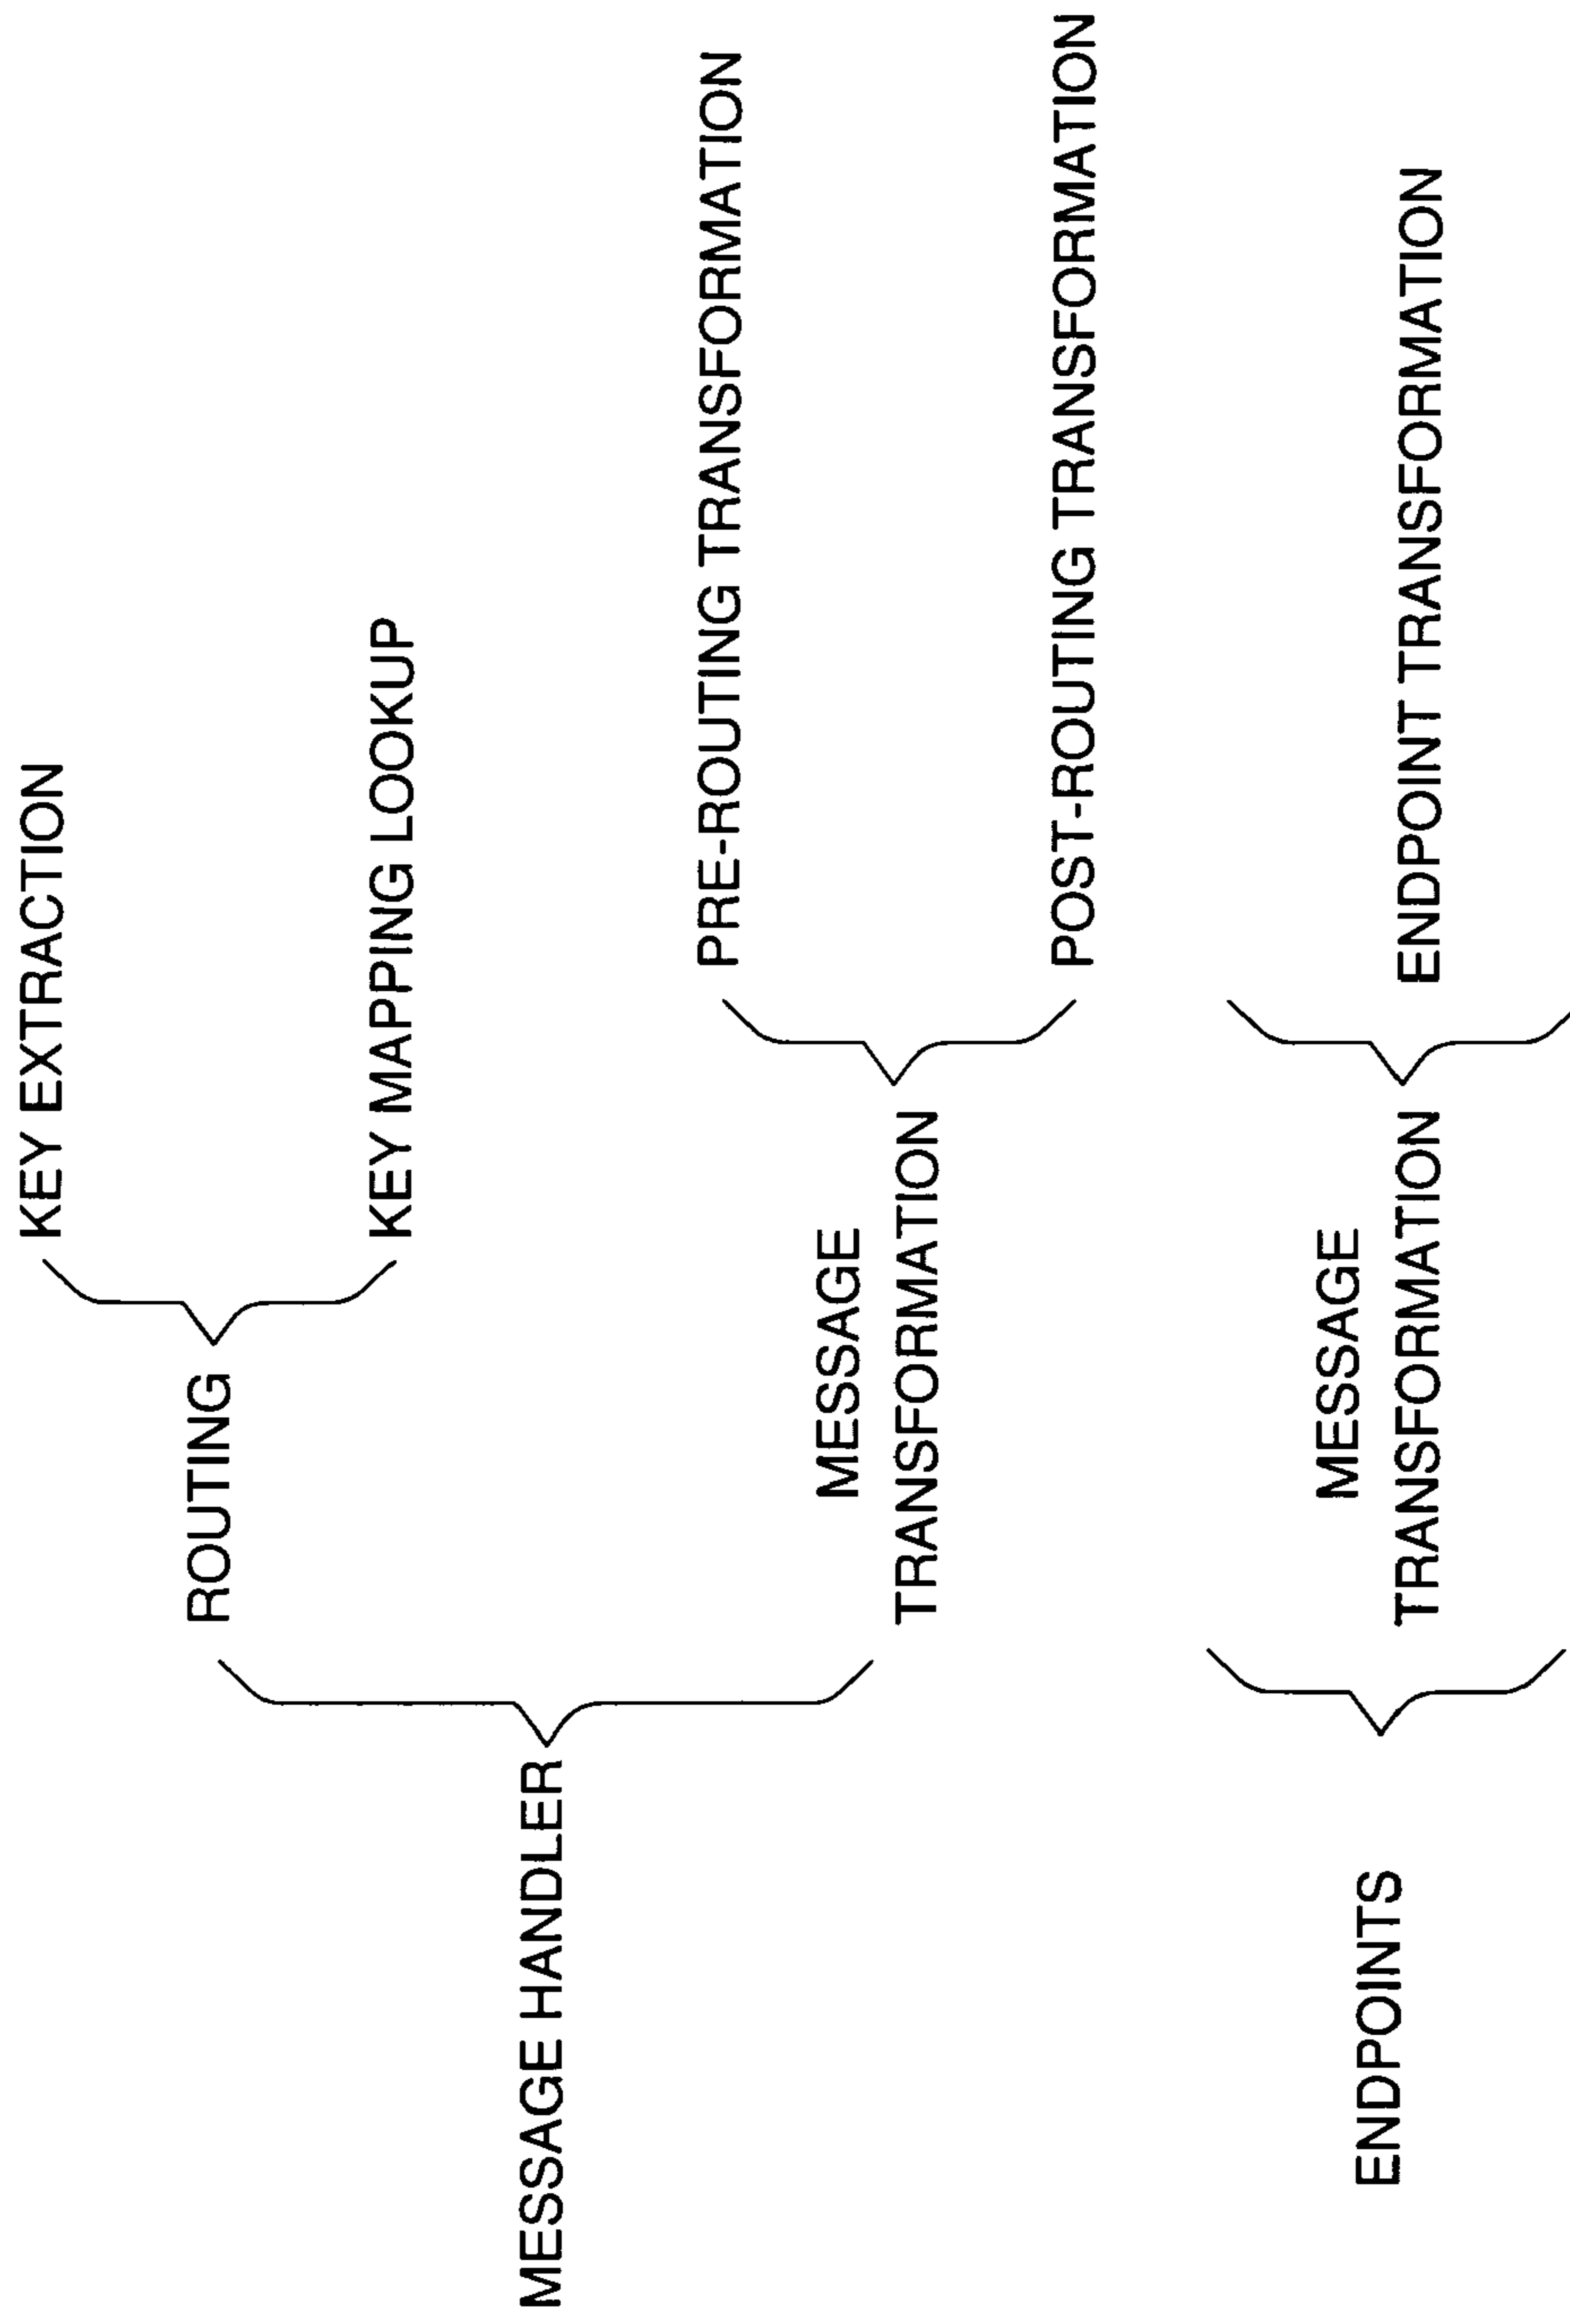 KEY EXTRACTION
ROUTING
KEY MAPPING LOOKUP
MESSAGE HANDLER
PRE-ROUTING TRANSFORMATION
MESSAGE
TRANSFORMATION
POST-ROUTING TRANSFORMATION
ENDPOINTS
MESSAGE
TRANSFORMATION
ENDPOINT TRANSFORMATION